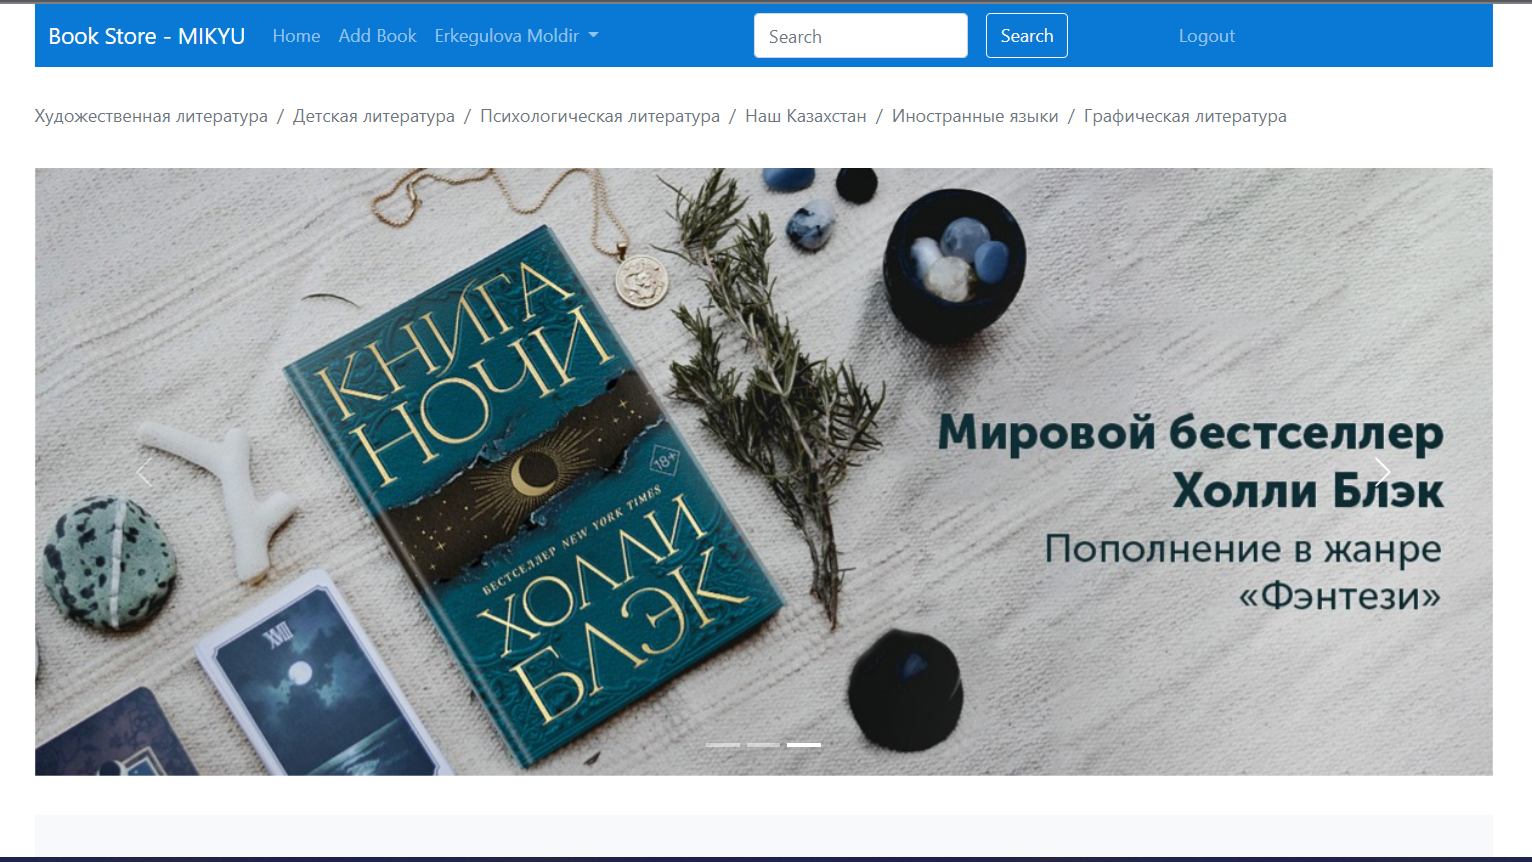 Book Store - MIKYU Home Add Book Erkegulova Moldir Search Search Logout
Художественная литература / Детская литература / Психологическая литература / Наш Казахстан / Иностранные языки / Графическая литература
КНИГА
НОЧИ
18+
БЕСТСЕЛЛЕР NEW YORK TIMES
ХОЛЛИ
БЛЭК
XVIII
Мировой бестселлер
Холли Блэк
Пополнение в жанре
«Фэнтези»